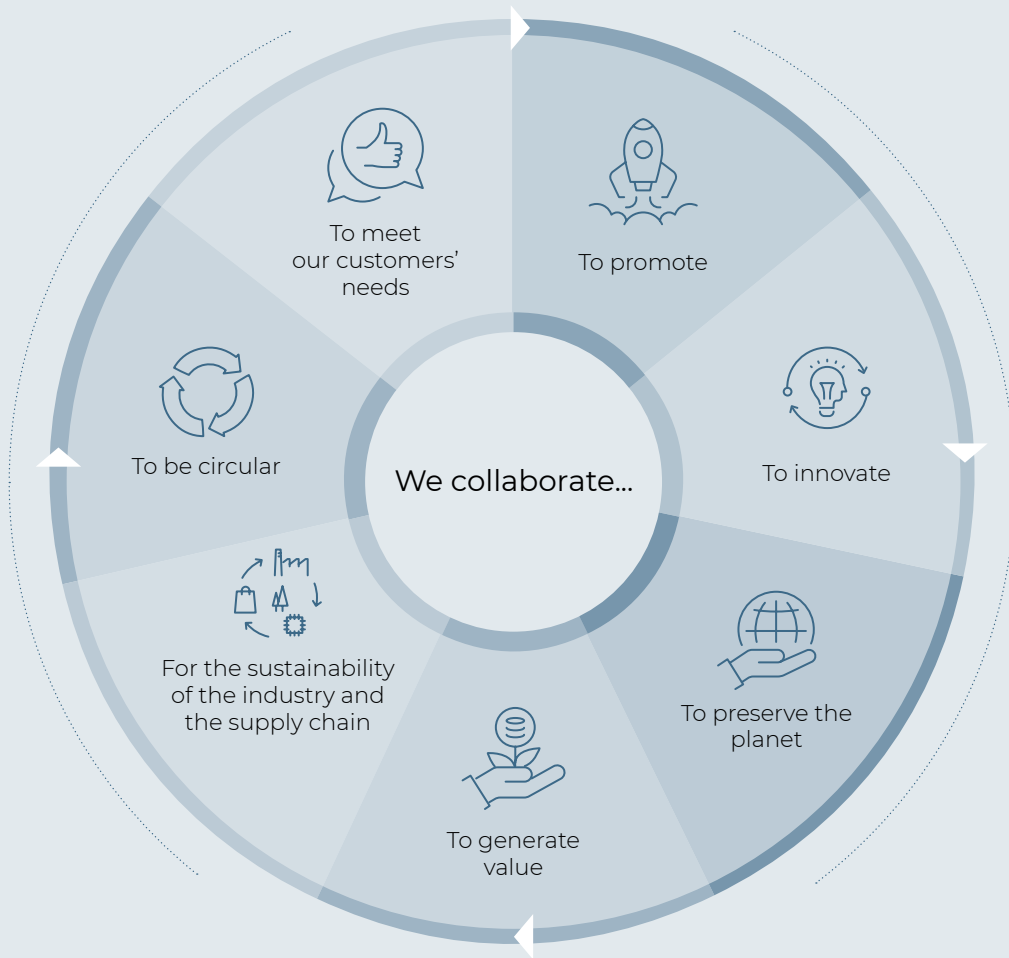 We collaborate...
To promote
To innovate
To preserve the
planet
To generate
value
For the sustainability
of the industry and
the supply chain
To be circular
To meet
our customers’
needs